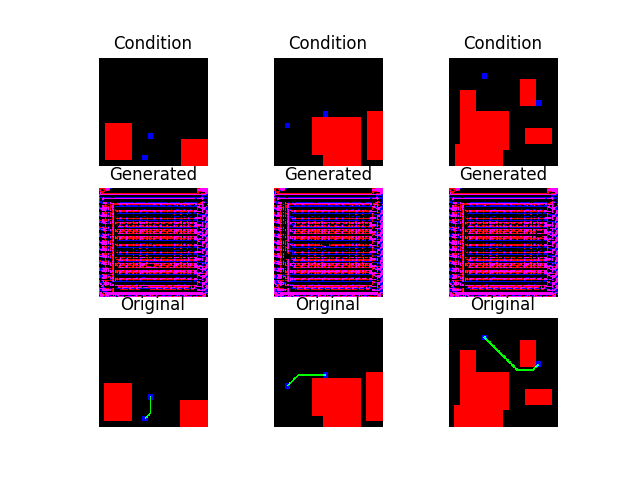 Condition Condition Condition
Generated Generated Generated
Original Original Original